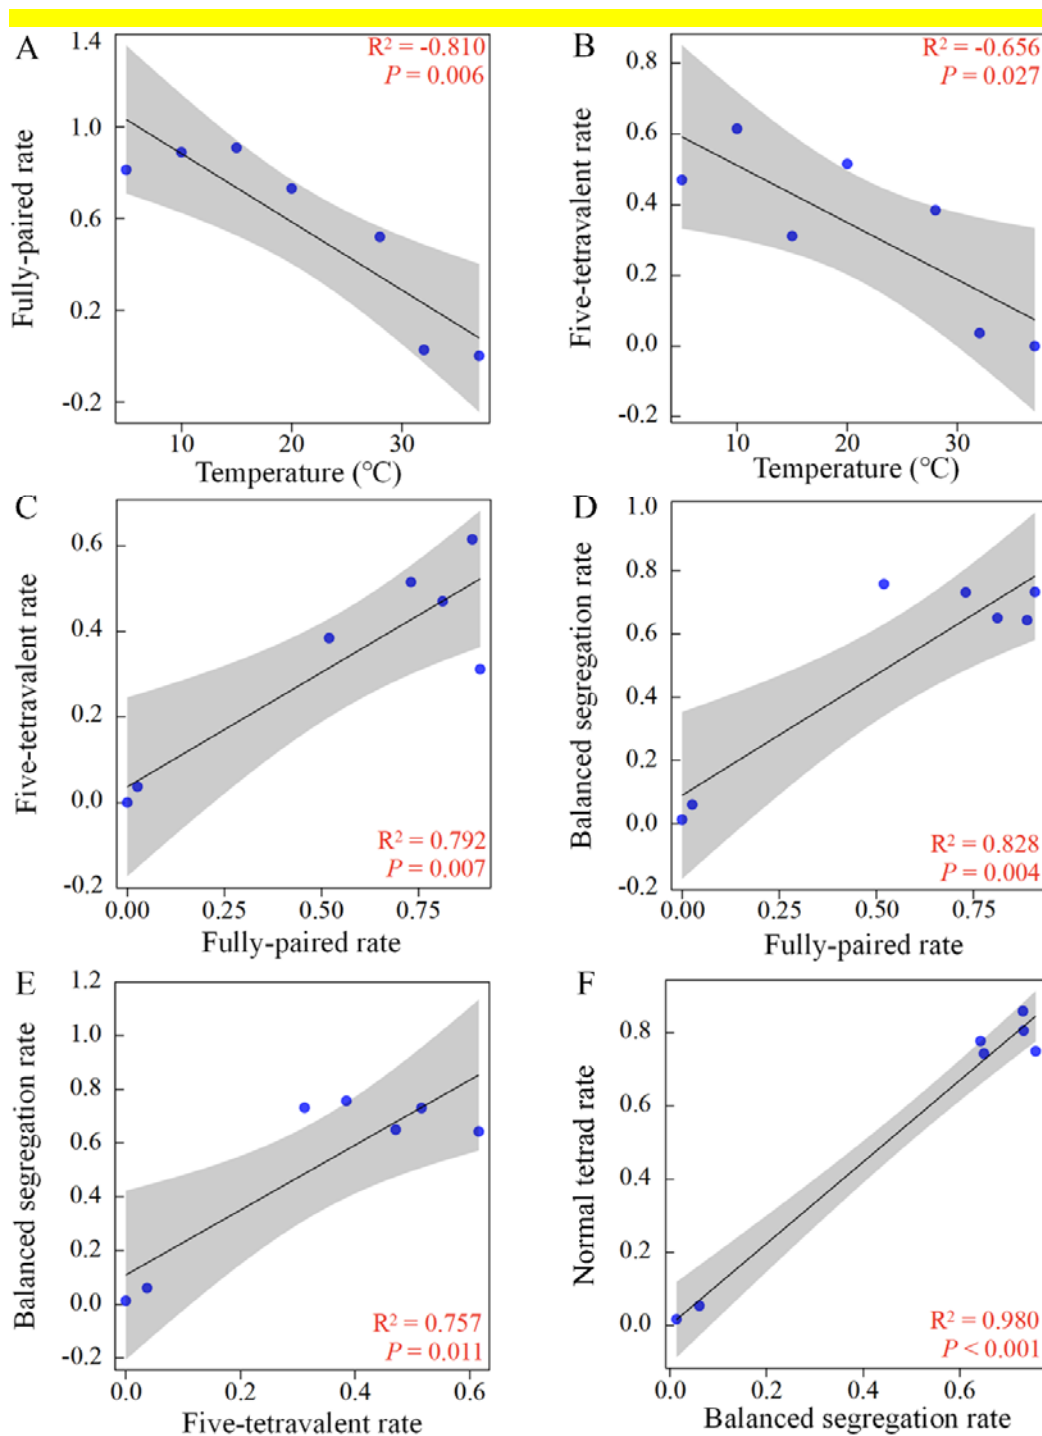 A
R² = -0.810
P = 0.006
1.4
1.0
0.6
0.2
-0.2
Fully-paired rate
10 20 30
Temperature (°C)
B
R² = -0.656
P = 0.027
0.8
0.6
0.4
0.2
0.0
-0.2
Five-tetravalent rate
10 20 30
Temperature (°C)
C
0.6
0.4
0.2
0.0
-0.2
Five-tetravalent rate
R² = 0.792
P = 0.007
0.00 0.25 0.50 0.75
Fully-paired rate
D
1.0
0.8
0.6
0.4
0.2
0.0
-0.2
Balanced segregation rate
R² = 0.828
P = 0.004
0.00 0.25 0.50 0.75
Fully-paired rate
E
1.2
1.0
0.8
0.6
0.4
0.2
0.0
-0.2
Balanced segregation rate
R² = 0.757
P = 0.011
0.0 0.2 0.4 0.6
Five-tetravalent rate
F
0.8
0.6
0.4
0.2
0.0
Normal tetrad rate
R² = 0.980
P < 0.001
0.0 0.2 0.4 0.6
Balanced segregation rate